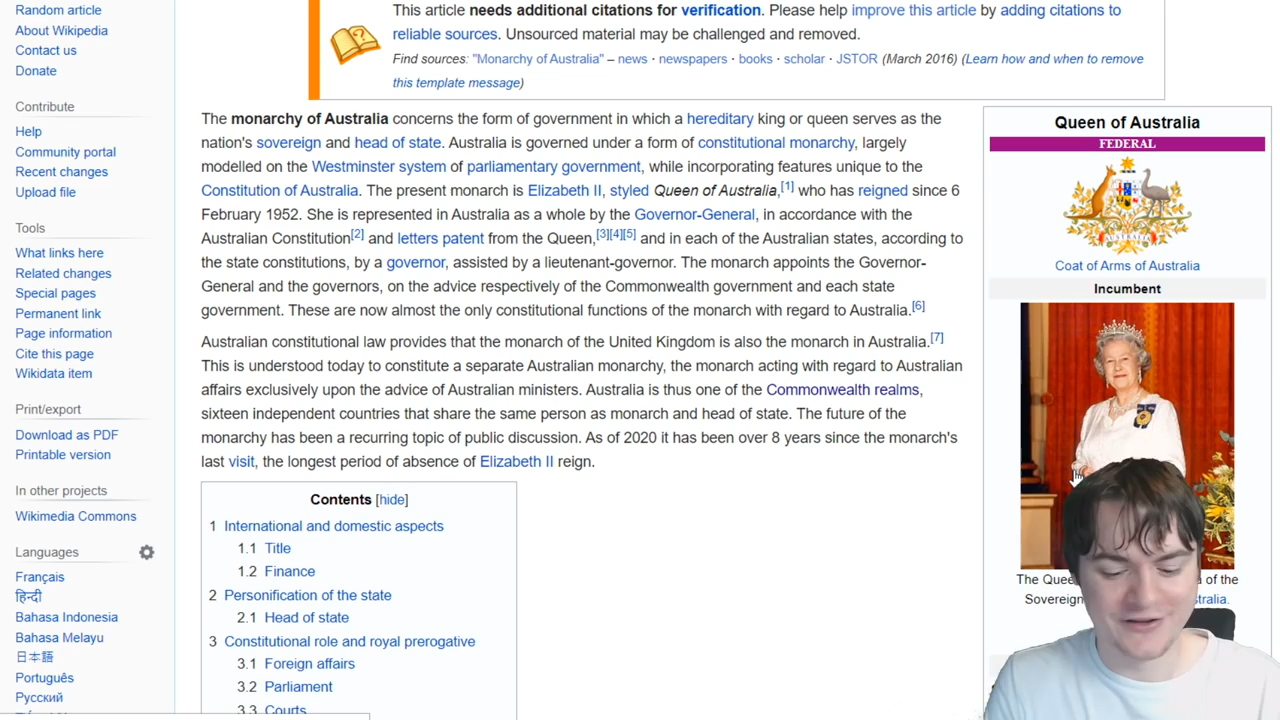 Random article
About Wikipedia
Contact us
Donate
Contribute
Help
Community portal
Recent changes
Upload file
Tools
What links here
Related changes
Special pages
Permanent link
Page information
Cite this page
Wikidata item
Print/export
Download as PDF
Printable version
In other projects
Wikimedia Commons
Languages
Français
हिन्दी
Bahasa Indonesia
Bahasa Melayu
日本語
Português
Русский
This article needs additional citations for verification. Please help improve this article by adding citations to
reliable sources. Unsourced material may be challenged and removed.
Find sources: "Monarchy of Australia" – news · newspapers · books · scholar · JSTOR (March 2016) (Learn how and when to remove
this template message)
The monarchy of Australia concerns the form of government in which a hereditary king or queen serves as the
nation's sovereign and head of state. Australia is governed under a form of constitutional monarchy, largely
modelled on the Westminster system of parliamentary government, while incorporating features unique to the
Constitution of Australia. The present monarch is Elizabeth II, styled Queen of Australia,[1] who has reigned since 6
February 1952. She is represented in Australia as a whole by the Governor-General, in accordance with the
Australian Constitution[2] and letters patent from the Queen,[3][4][5] and in each of the Australian states, according to
the state constitutions, by a governor, assisted by a lieutenant-governor. The monarch appoints the Governor-
General and the governors, on the advice respectively of the Commonwealth government and each state
government. These are now almost the only constitutional functions of the monarch with regard to Australia.[6]
Australian constitutional law provides that the monarch of the United Kingdom is also the monarch in Australia.[7]
This is understood today to constitute a separate Australian monarchy, the monarch acting with regard to Australian
affairs exclusively upon the advice of Australian ministers. Australia is thus one of the Commonwealth realms,
sixteen independent countries that share the same person as monarch and head of state. The future of the
monarchy has been a recurring topic of public discussion. As of 2020 it has been over 8 years since the monarch's
last visit, the longest period of absence of Elizabeth II reign.
Contents [hide]
1 International and domestic aspects
1.1 Title
1.2 Finance
2 Personification of the state
2.1 Head of state
3 Constitutional role and royal prerogative
3.1 Foreign affairs
3.2 Parliament
3.3 Courts
Queen of Australia
FEDERAL
AUSTRALIA
Coat of Arms of Australia
Incumbent
The of the
Sovereign